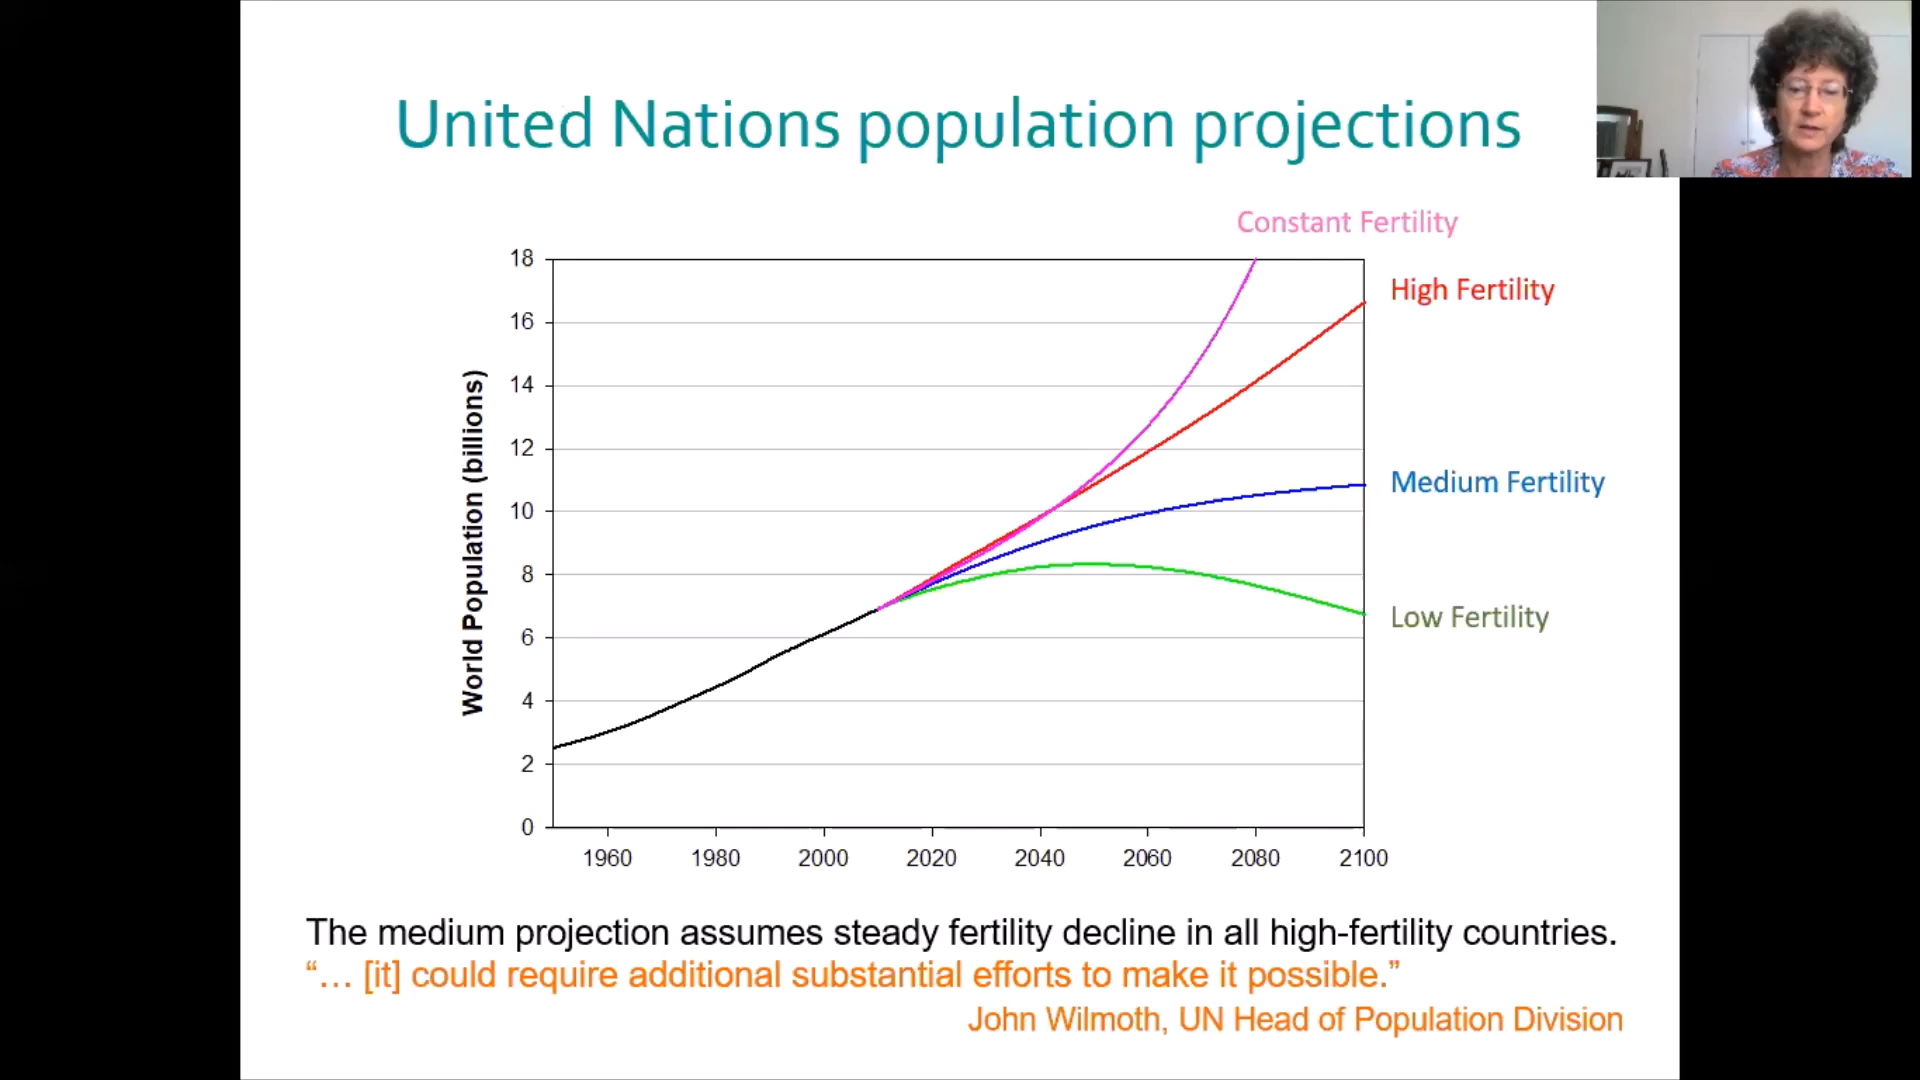 United Nations population projections
Constant Fertility
High Fertility
Medium Fertility
Low Fertility
World Population (billions)
18
16
14
12
10
8
6
4
2
0
1960 1980 2000 2020 2040 2060 2080 2100
The medium projection assumes steady fertility decline in all high-fertility countries.
“… [it] could require additional substantial efforts to make it possible.”
John Wilmoth, UN Head of Population Division